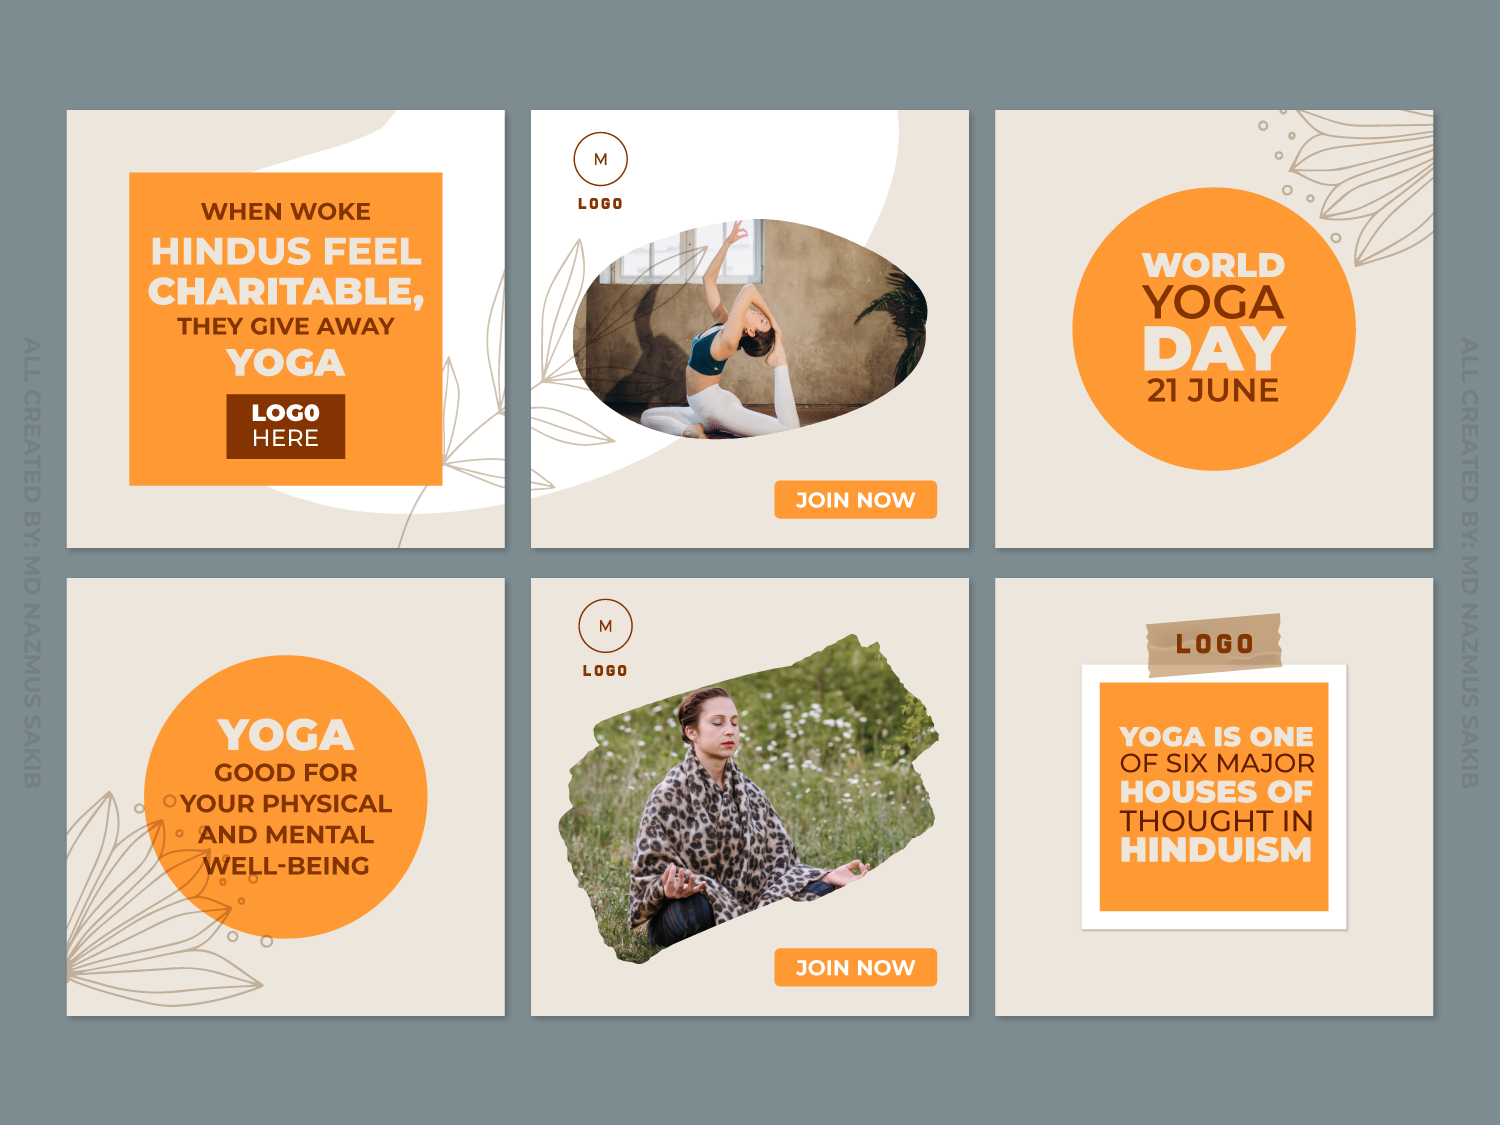 WHEN WOKE
HINDUS FEEL
CHARITABLE,
THEY GIVE AWAY
YOGA
LOG0
HERE
M
LOGO
JOIN NOW
WORLD
YOGA
DAY
21 JUNE
YOGA
GOOD FOR
YOUR PHYSICAL
AND MENTAL
WELL-BEING
M
LOGO
JOIN NOW
LOGO
YOGA IS ONE
OF SIX MAJOR
HOUSES OF
THOUGHT IN
HINDUISM
ALL CREATED BY: MD NAZMUS SAKIB
ALL CREATED BY: MD NAZMUS SAKIB